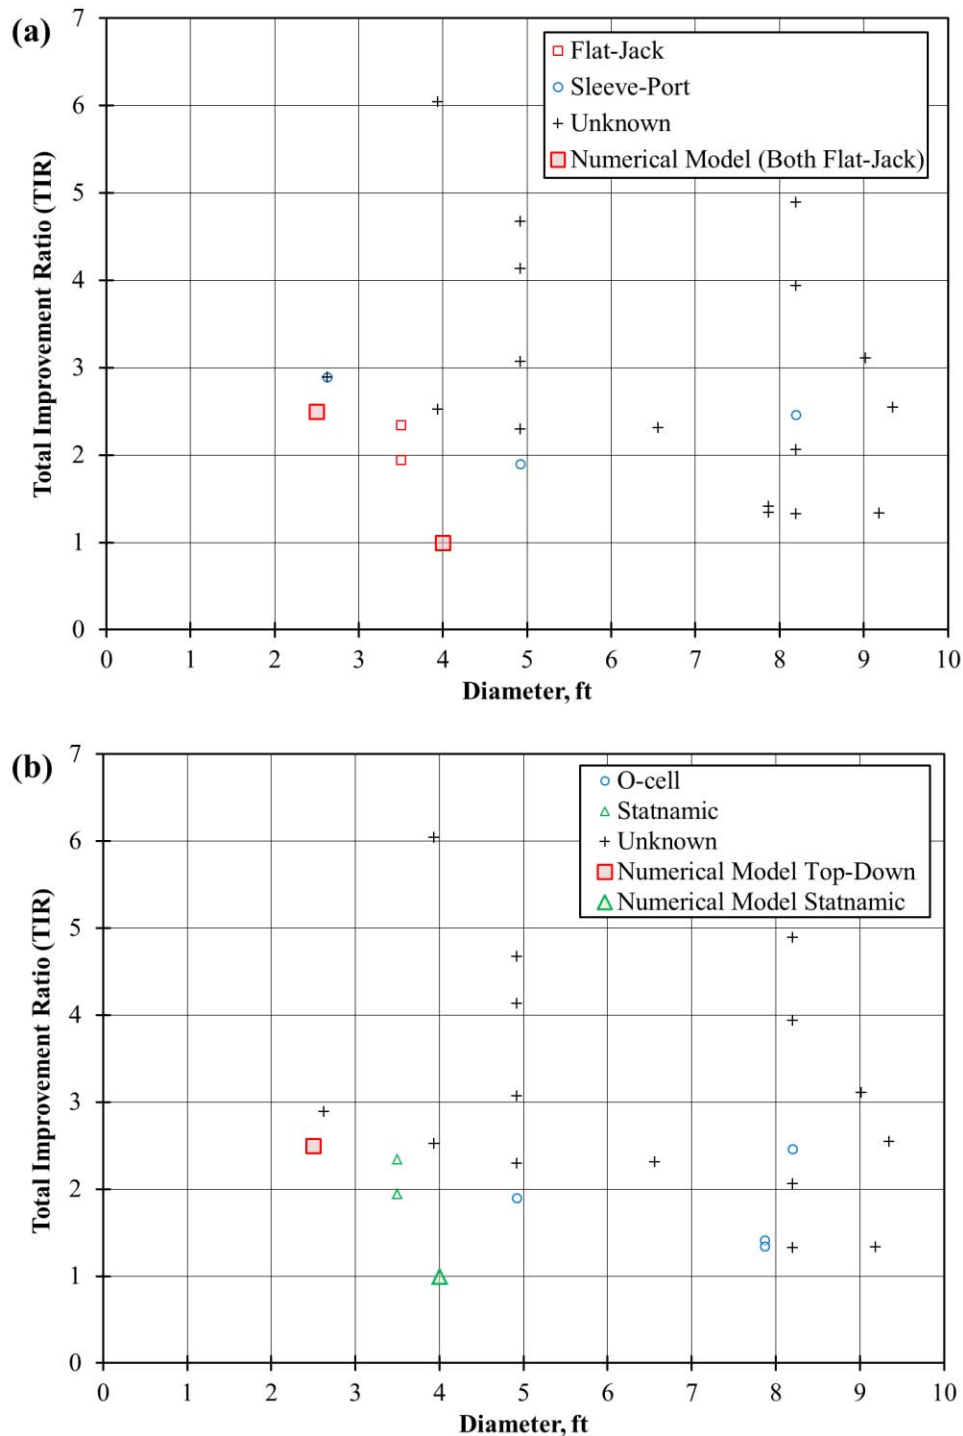 (a)
7
6
5
4
3
2
1
0
Total Improvement Ratio (TIR)
Flat-Jack
Sleeve-Port
Unknown
Numerical Model (Both Flat-Jack)
0 1 2 3 4 5 6 7 8 9 10
Diameter, ft
(b)
7
6
5
4
3
2
1
0
Total Improvement Ratio (TIR)
O-cell
Statnamic
Unknown
Numerical Model Top-Down
Numerical Model Statnamic
0 1 2 3 4 5 6 7 8 9 10
Diameter, ft